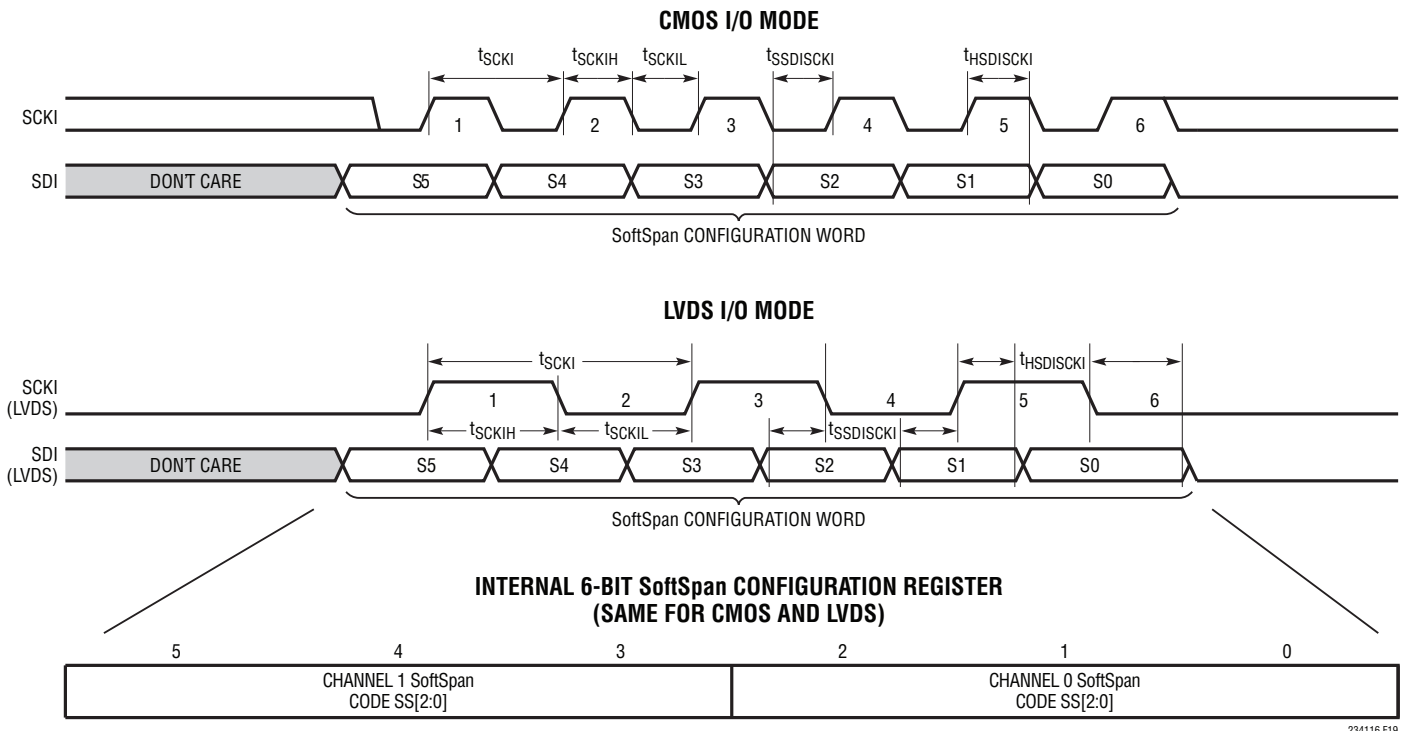 CMOS I/O MODE
tSCKI tSCKIH tSCKIL tSSDISCKI tHSDISCKI
SCKI
1 2 3 4 5 6
SDI DON'T CARE S5 S4 S3 S2 S1 S0
SoftSpan CONFIGURATION WORD
LVDS I/O MODE
tSCKI tHSDISCKI
SCKI
(LVDS)
1 2 3 4 5 6
tSCKIH tSCKIL tSSDISCKI
SDI
(LVDS)
DON'T CARE S5 S4 S3 S2 S1 S0
SoftSpan CONFIGURATION WORD
INTERNAL 6-BIT SoftSpan CONFIGURATION REGISTER
(SAME FOR CMOS AND LVDS)
5 4 3 2 1 0
CHANNEL 1 SoftSpan
CODE SS[2:0]
CHANNEL 0 SoftSpan
CODE SS[2:0]
234116 F19